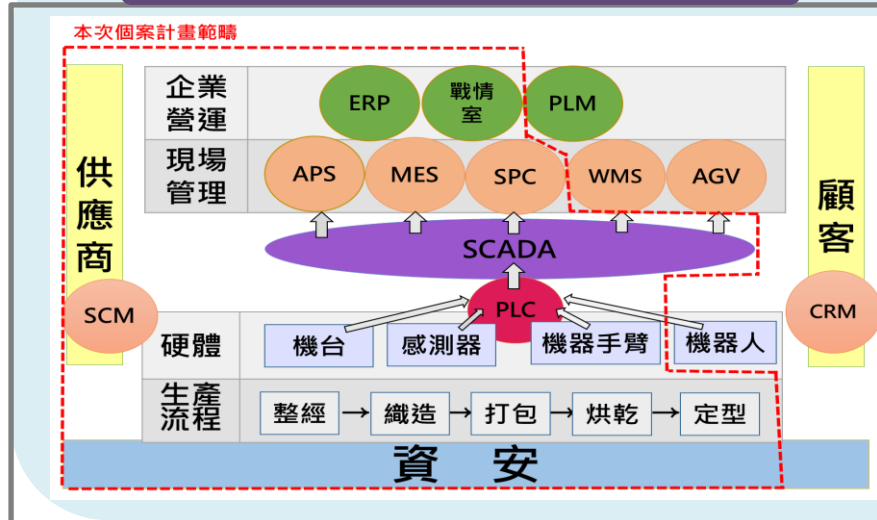 本次個案計畫範疇
企業
營運
ERP
戰情
室
PLM
現場
管理
APS
MES
SPC
WMS
AGV
供
應
商
顧
客
SCADA
PLC
SCM
CRM
硬體
機台
感測器
機器手臂
機器人
生產
流程
整經
織造
打包
烘乾
定型
資 安